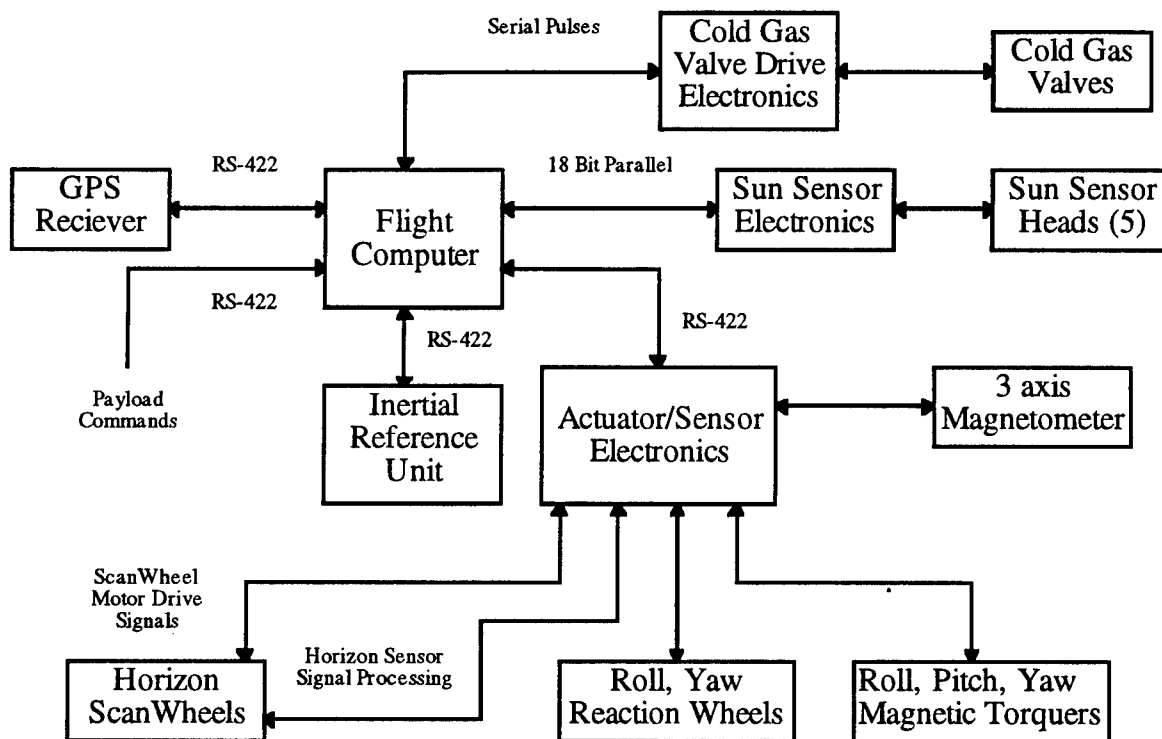 Serial Pulses
Cold Gas
Valve Drive
Electronics
Cold Gas
Valves
RS-422
18 Bit Parallel
GPS
Reciever
Flight
Computer
Sun Sensor
Electronics
Sun Sensor
Heads (5)
RS-422
RS-422
RS-422
Payload
Commands
Inertial
Reference
Unit
Actuator/Sensor
Electronics
3 axis
Magnetometer
ScanWheel
Motor Drive
Signals
Horizon Sensor
Signal Processing
Horizon
ScanWheels
Roll, Yaw
Reaction Wheels
Roll, Pitch, Yaw
Magnetic Torquers